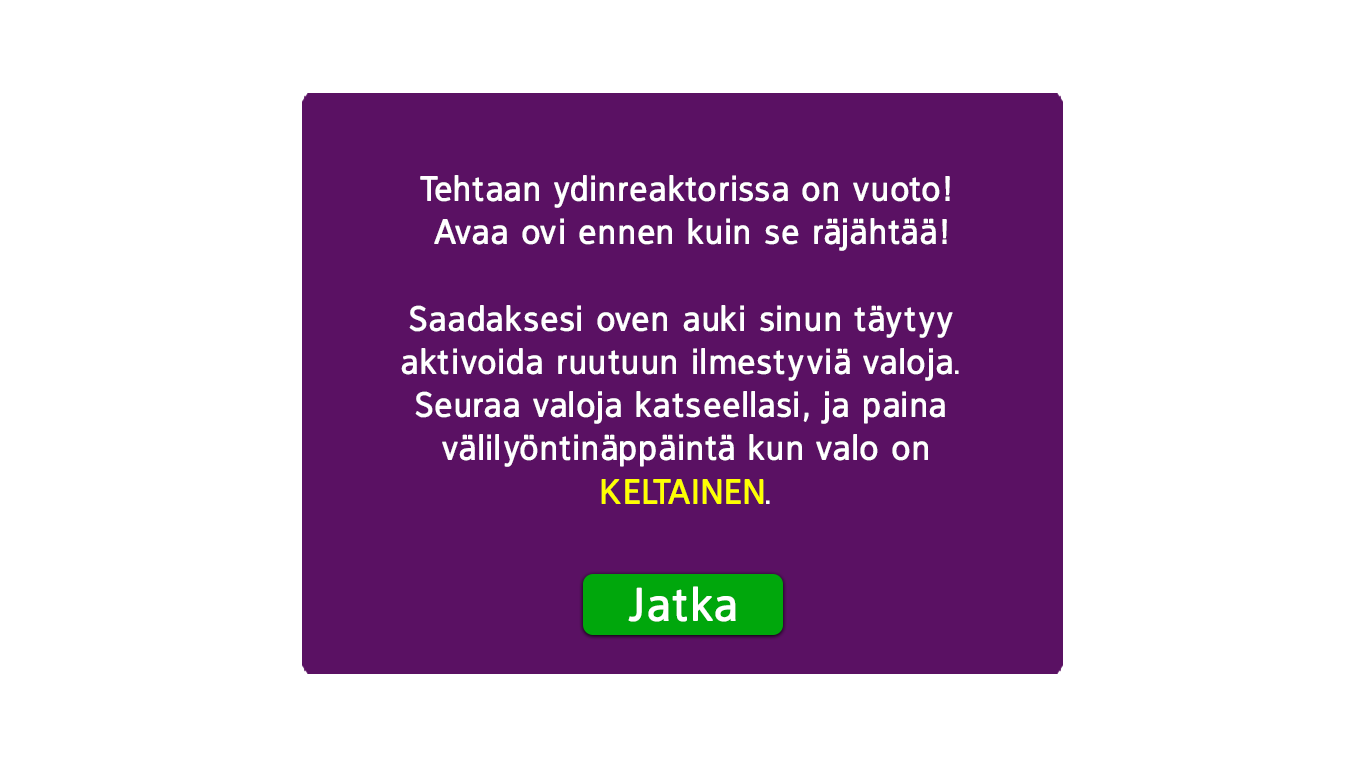 Tehtaan ydinreaktorissa on vuoto!
Avaa ovi ennen kuin se räjähtää!
Saadaksesi oven auki sinun täytyy
aktivoida ruutuun ilmestyviä valoja.
Seuraa valoja katseellasi, ja paina
välilyöntinäppäintä kun valo on
KELTAINEN.
Jatka